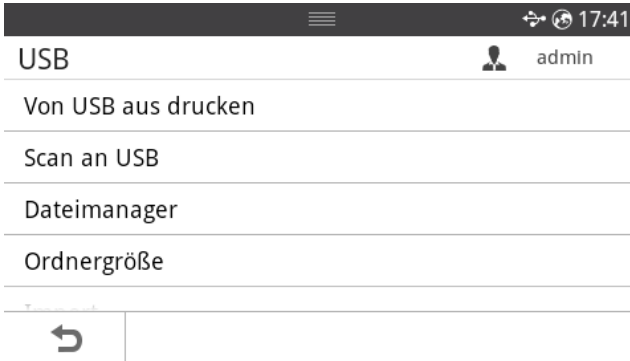 17:41
USB
admin
Von USB aus drucken
Scan an USB
Dateimanager
Ordnergröße